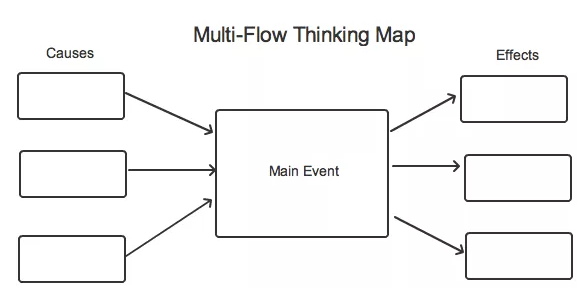 Multi-Flow Thinking Map
Causes
Effects
Main Event